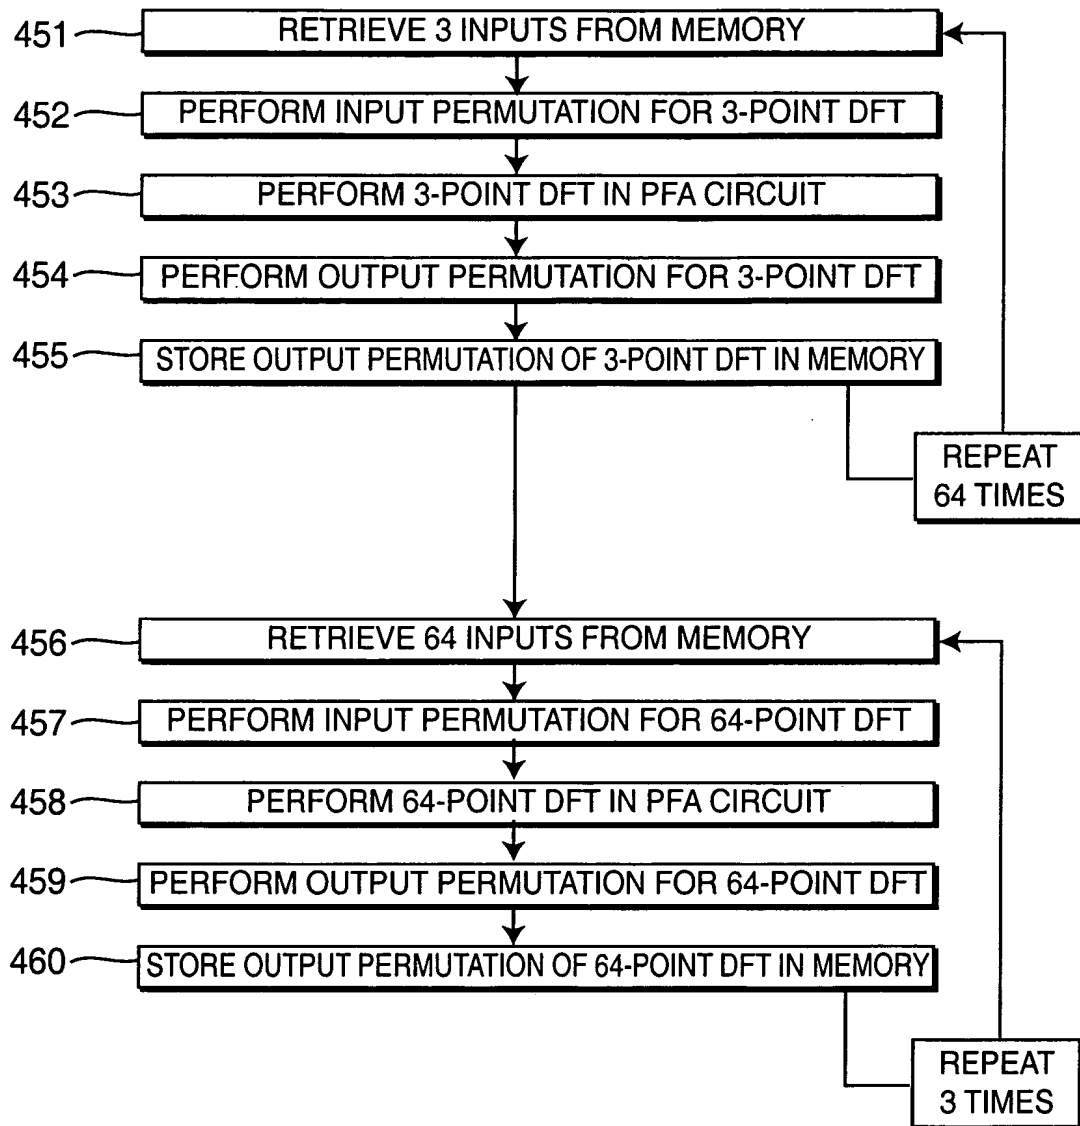 451 RETRIEVE 3 INPUTS FROM MEMORY
452 PERFORM INPUT PERMUTATION FOR 3-POINT DFT
453 PERFORM 3-POINT DFT IN PFA CIRCUIT
454 PERFORM OUTPUT PERMUTATION FOR 3-POINT DFT
455 STORE OUTPUT PERMUTATION OF 3-POINT DFT IN MEMORY
REPEAT
64 TIMES
456 RETRIEVE 64 INPUTS FROM MEMORY
457 PERFORM INPUT PERMUTATION FOR 64-POINT DFT
458 PERFORM 64-POINT DFT IN PFA CIRCUIT
459 PERFORM OUTPUT PERMUTATION FOR 64-POINT DFT
460 STORE OUTPUT PERMUTATION OF 64-POINT DFT IN MEMORY
REPEAT
3 TIMES